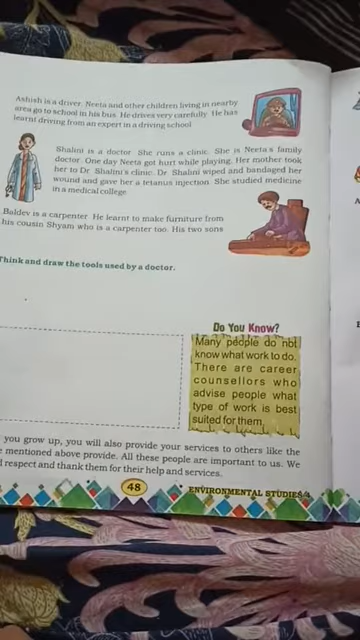 Ashish is a driver. Neeta and other children living in nearby
area go to school in his bus. He drives very carefully. He has
learnt driving from an expert in a driving school.
Shalini is a doctor. She runs a clinic. She is Neeta's family
doctor. One day Neeta got hurt while playing. Her mother took
her to Dr Shalini's clinic. Dr Shalini wiped and bandaged her
wound and gave her a tetanus injection. She studied medicine
in a medical college.
Baldev is a carpenter. He learnt to make furniture from
his cousin Shyam who is a carpenter too. His two sons
Think and draw the tools used by a doctor.
Do You Know?
Many people do not
know what work to do.
There are career
counsellors who
advise people what
type of work is best
suited for them.
you grow up, you will also provide your services to others like the
mentioned above provide. All these people are important to us. We
respect and thank them for their help and services.
48
ENVIRONMENTAL STUDIES-4